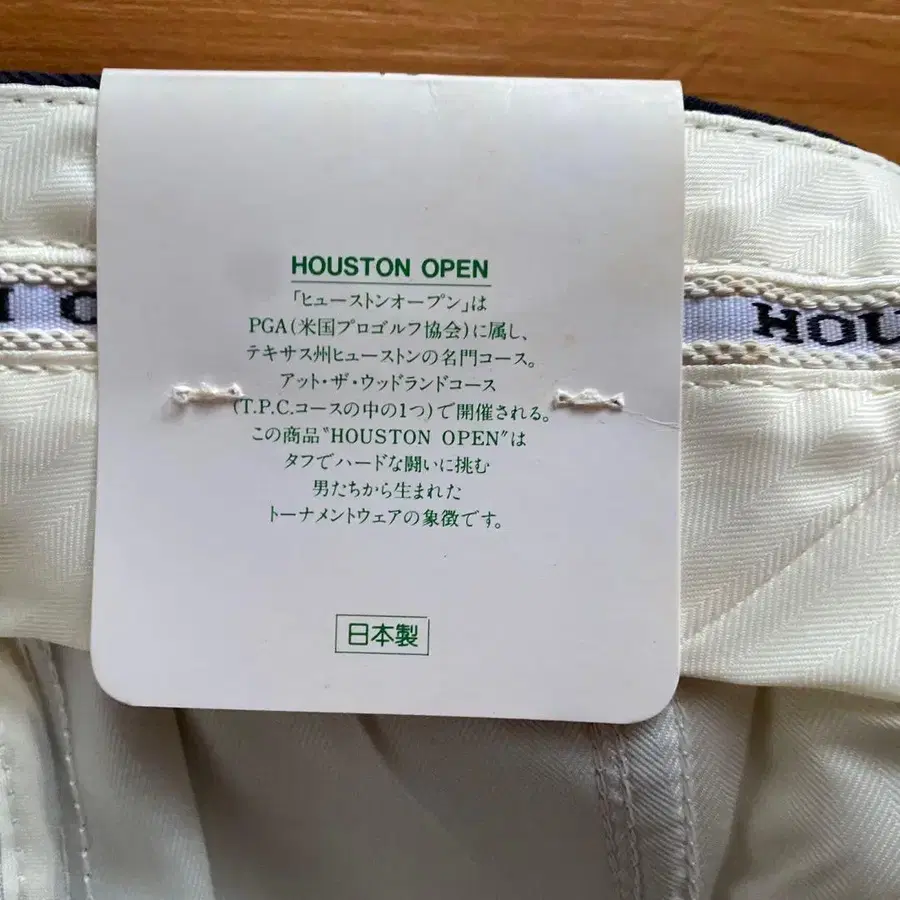 HOUSTON OPEN
「ヒューストンオープン」は
PGA(米国プロゴルフ協会)に属し、
テキサス州ヒューストンの名門コース。
アット・ザ・ウッドランドコース
(T.P.C.コースの中の1つ)で開催される。
この商品〝HOUSTON OPEN〞は
タフでハードな闘いに挑む
男たちから生まれた
トーナメントウェアの象徴です。
日本製
HOU